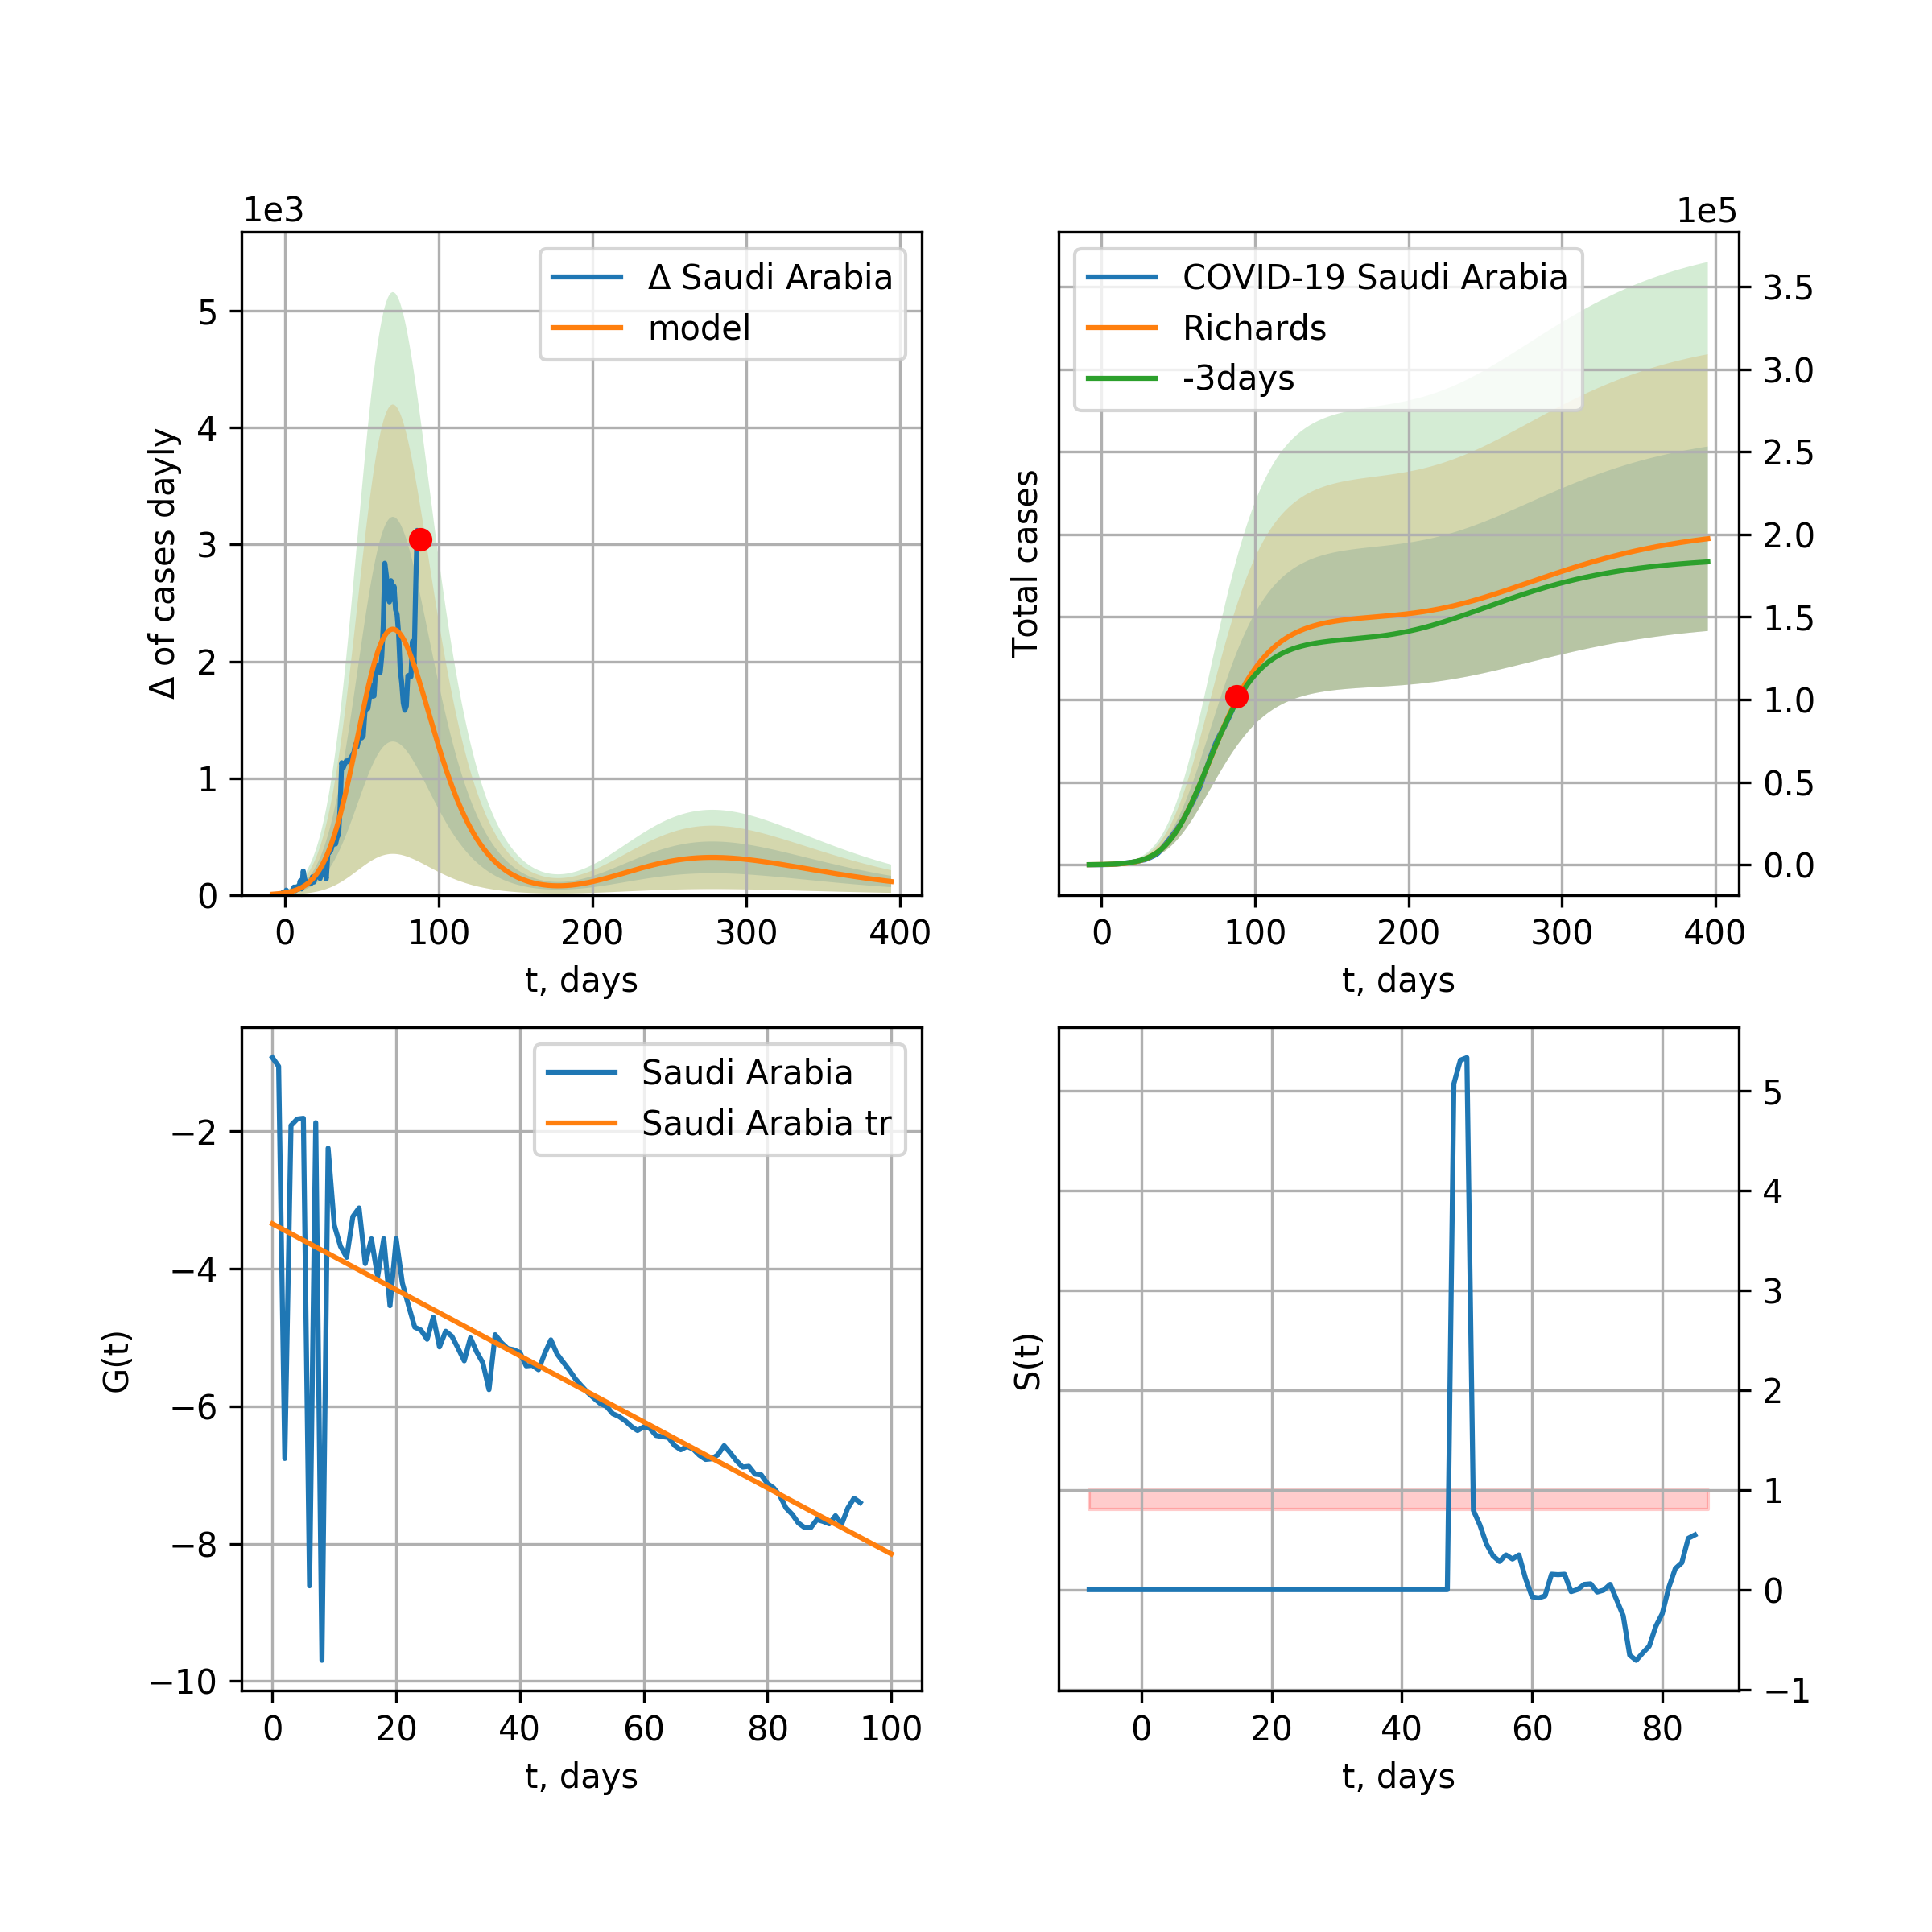 1e3
Δ of cases dayly
5
4
3
2
1
0
0 100 200 300 400
t, days
Δ Saudi Arabia
model
1e5
Total cases
COVID-19 Saudi Arabia
Richards
-3days
3.5
3.0
2.5
2.0
1.5
1.0
0.5
0.0
0 100 200 300 400
t, days
G(t)
−2
−4
−6
−8
−10
0 20 40 60 80 100
t, days
Saudi Arabia
Saudi Arabia tr
S(t)
5
4
3
2
1
0
−1
0 20 40 60 80
t, days